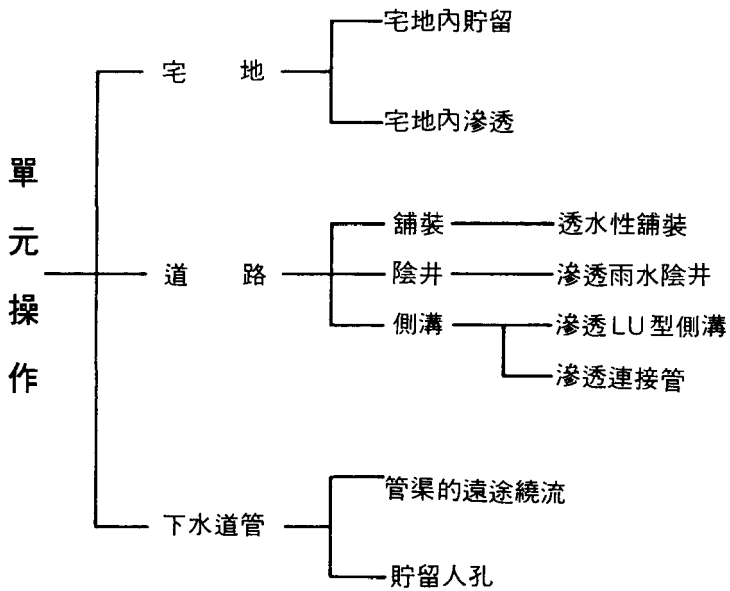 單元操作
宅地
宅地內貯留
宅地內滲透
道路
舖裝
透水性舖裝
陰井
滲透雨水陰井
側溝
滲透LU型側溝
滲透連接管
下水道管
管渠的遠途繞流
貯留人孔